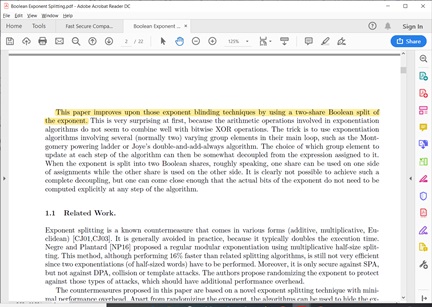 Boolean Exponent Splitting.pdf - Adobe Acrobat Reader DC
File Edit View Window Help
Home Tools Fast Secure Compa... Boolean Exponent ... × Sign In
2 / 22 120% Share
This paper improves upon those exponent blinding techniques by using a two-share Boolean split of
the exponent. This is very surprising at first, because the arithmetic operations involved in exponentiation
algorithms do not seem to combine well with bitwise XOR operations. The trick is to use exponentiation
algorithms involving several (normally two) varying group elements in their main loop, such as the Mont-
gomery powering ladder or Joye's double-and-add-always algorithm. The choice of which group element to
update at each step of the algorithm can then be somewhat decoupled from the exponent assigned to it.
When the exponent is split into two Boolean shares, roughly speaking, one share can be used on one side
of assignments while the other share is used on the other side. It is clearly not possible to achieve such a
complete decoupling, but one can come close enough that the actual bits of the exponent do not need to be
computed explicitly at any step of the algorithm.
1.1 Related Work.
Exponent splitting is a known countermeasure that comes in various forms (additive, multiplicative, Eu-
clidean) [CJ01,CJ03]. It is generally avoided in practice, because it typically doubles the execution time.
Negre and Plantard [NP16] proposed a regular modular exponentiation using multiplicative half-size split-
ting. This method, although performing 16% faster than related splitting algorithms, is still not very efficient
since two exponentiations (of half-sized words) have to be performed. Moreover, it is only secure against SPA,
but not against DPA, collision or template attacks. The authors propose randomizing the exponent to protect
against those types of attacks, which should have additional performance overhead.
The countermeasures proposed in this paper are based on a novel exponent splitting technique with mini-
mal performance overhead. Apart from randomizing the exponent, the algorithms can be used to hide the ex-